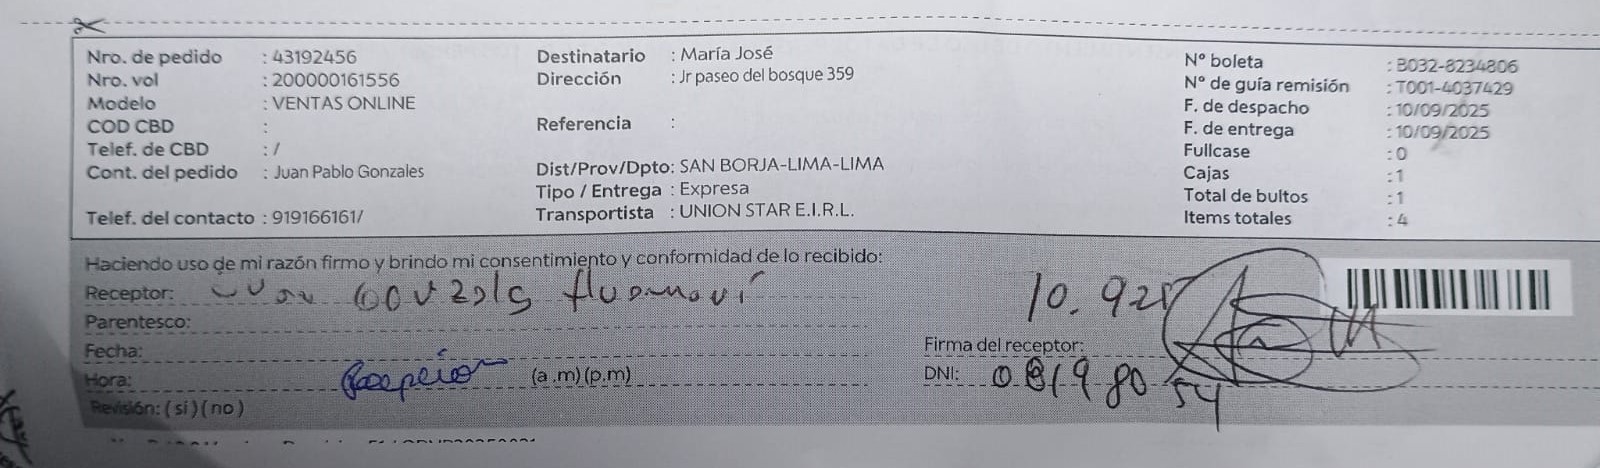 Nro. de pedido : 43192456
Nro. vol : 200000161556
Modelo : VENTAS ONLINE
COD CBD :
Telef. de CBD : /
Cont. del pedido : Juan Pablo Gonzales
Telef. del contacto : 919166161/
Destinatario : María José
Dirección : Jr paseo del bosque 359
Referencia :
Dist/Prov/Dpto: SAN BORJA-LIMA-LIMA
Tipo / Entrega : Expresa
Transportista : UNION STAR E.I.R.L.
Nº boleta : B032-8234806
Nº de guía remisión : T001-4037429
F. de despacho : 10/09/2025
F. de entrega : 10/09/2025
Fullcase : 0
Cajas : 1
Total de bultos : 1
Items totales : 4
Haciendo uso de mi razón firmo y brindo mi consentimiento y conformidad de lo recibido:
Receptor:
Parentesco:
Fecha:
Hora: Recepción (a .m) (p.m)
Revisión: ( si ) ( no )
10. 925
Firma del receptor:
DNI: